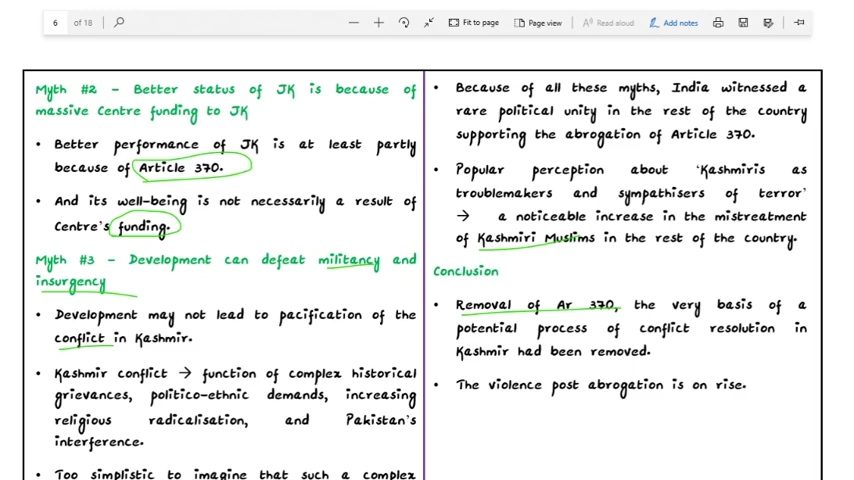 6 of 18
Fit to page
Page view
Read aloud
Add notes
Myth #2 - Better status of JK is because of
massive Centre funding to JK
• Better performance of JK is at least partly
because of Article 370.
• And its well-being is not necessarily a result of
Centre's funding.
Myth #3 - Development can defeat militancy and
insurgency
• Development may not lead to pacification of the
conflict in Kashmir.
• Kashmir conflict → function of complex historical
grievances, politico-ethnic demands, increasing
religious radicalisation, and Pakistan's
interference.
• Too simplistic to imagine that such a complex
• Because of all these myths, India witnessed a
rare political unity in the rest of the country
supporting the abrogation of Article 370.
• Popular perception about 'Kashmiris as
troublemakers and sympathisers of terror'
→ a noticeable increase in the mistreatment
of Kashmiri Muslims in the rest of the country.
Conclusion
• Removal of Ar 370, the very basis of a
potential process of conflict resolution in
Kashmir had been removed.
• The violence post abrogation is on rise.